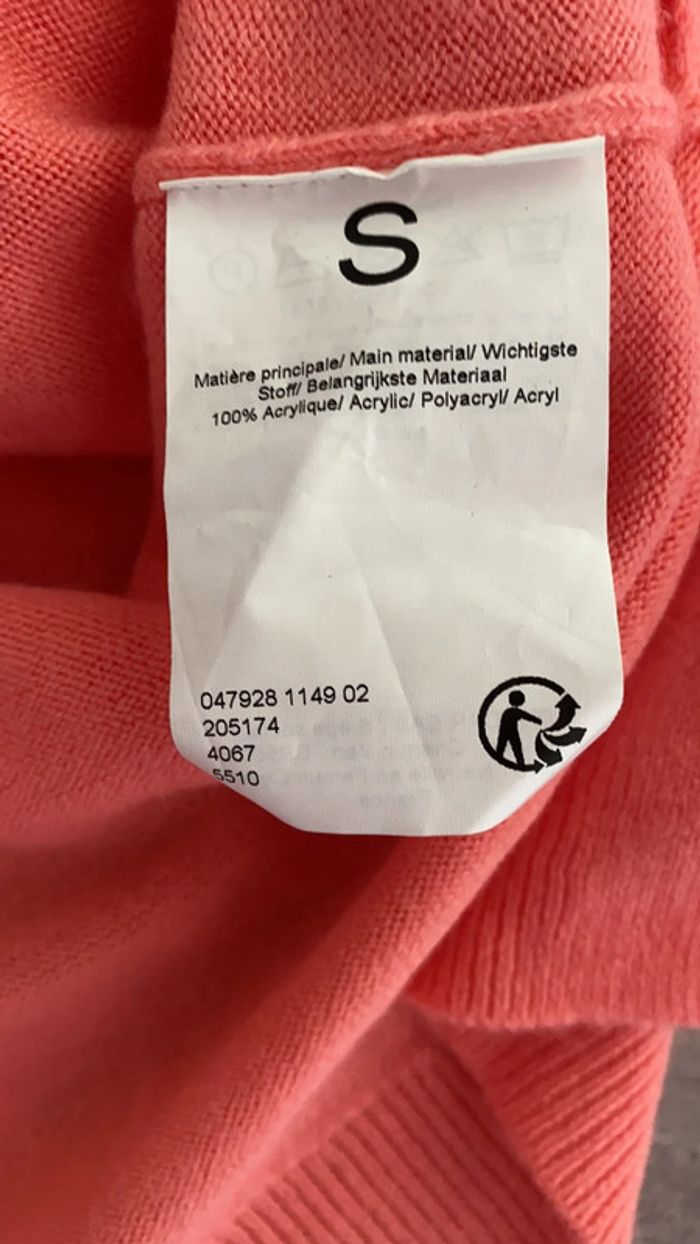 S
Matière principale/ Main material/ Wichtigste
Stoff/ Belangrijkste Materiaal
100% Acrylique/ Acrylic/ Polyacryl/ Acryl
047928 1149 02
205174
4067
5510